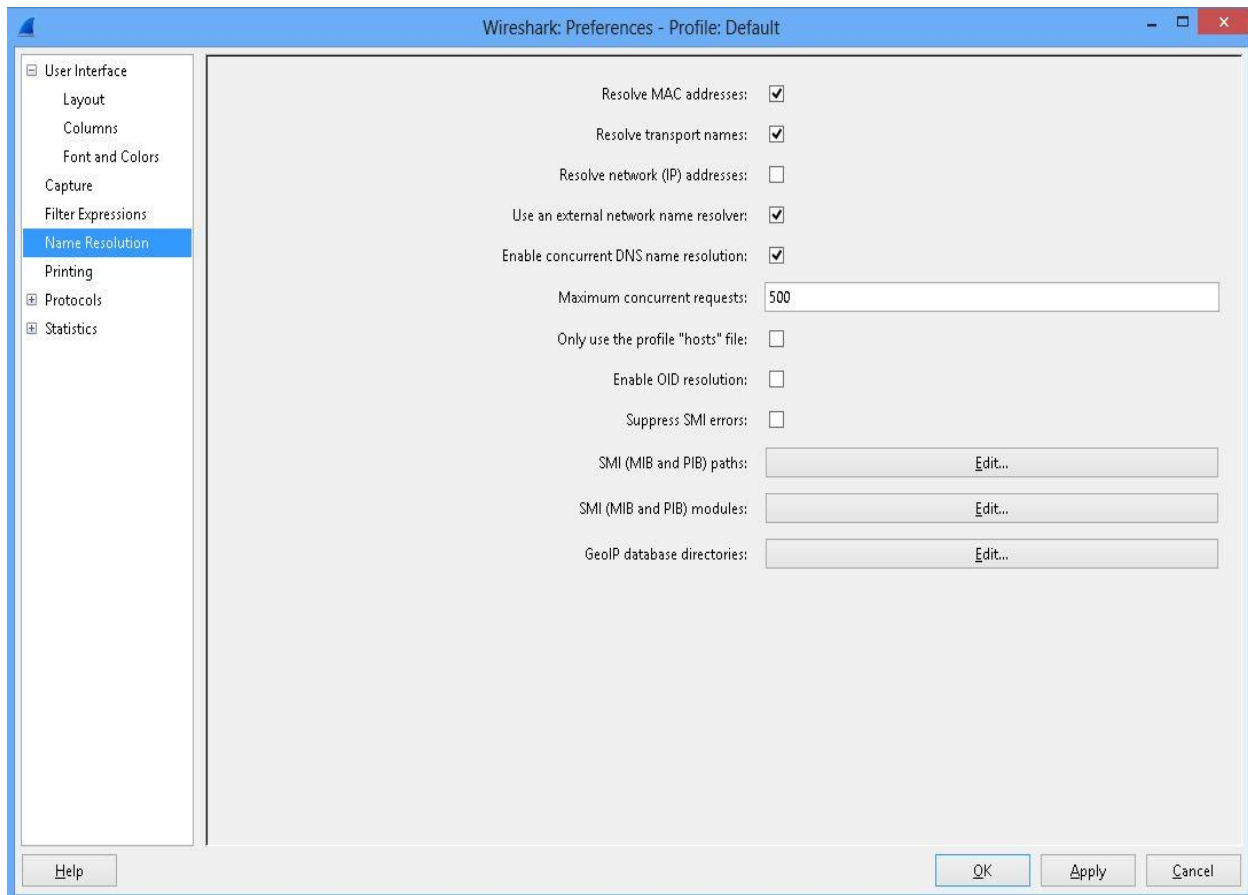 Wireshark: Preferences - Profile: Default
User Interface
Layout
Columns
Font and Colors
Capture
Filter Expressions
Name Resolution
Printing
Protocols
Statistics
Resolve MAC addresses:
Resolve transport names:
Resolve network (IP) addresses:
Use an external network name resolver:
Enable concurrent DNS name resolution:
Maximum concurrent requests: 500
Only use the profile "hosts" file:
Enable OID resolution:
Suppress SMI errors:
SMI (MIB and PIB) paths: Edit...
SMI (MIB and PIB) modules: Edit...
GeoIP database directories: Edit...
Help OK Apply Cancel